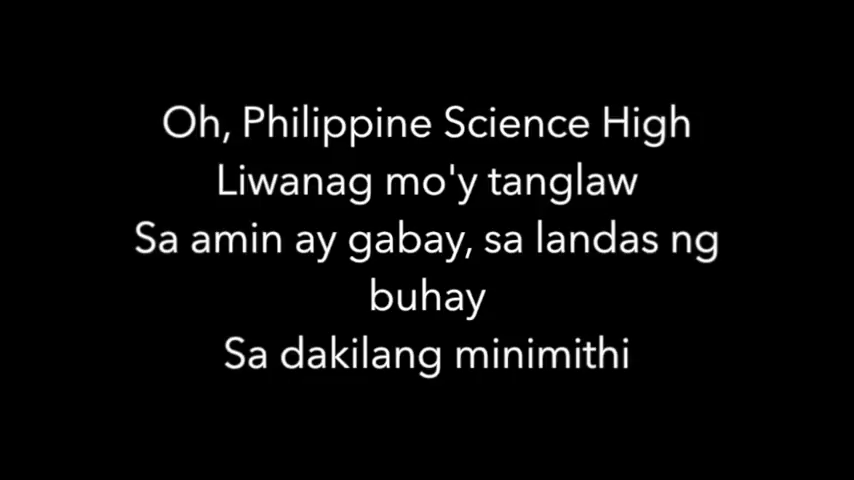 Oh, Philippine Science High
Liwanag mo'y tanglaw
Sa amin ay gabay, sa landas ng
buhay
Sa dakilang minimithi